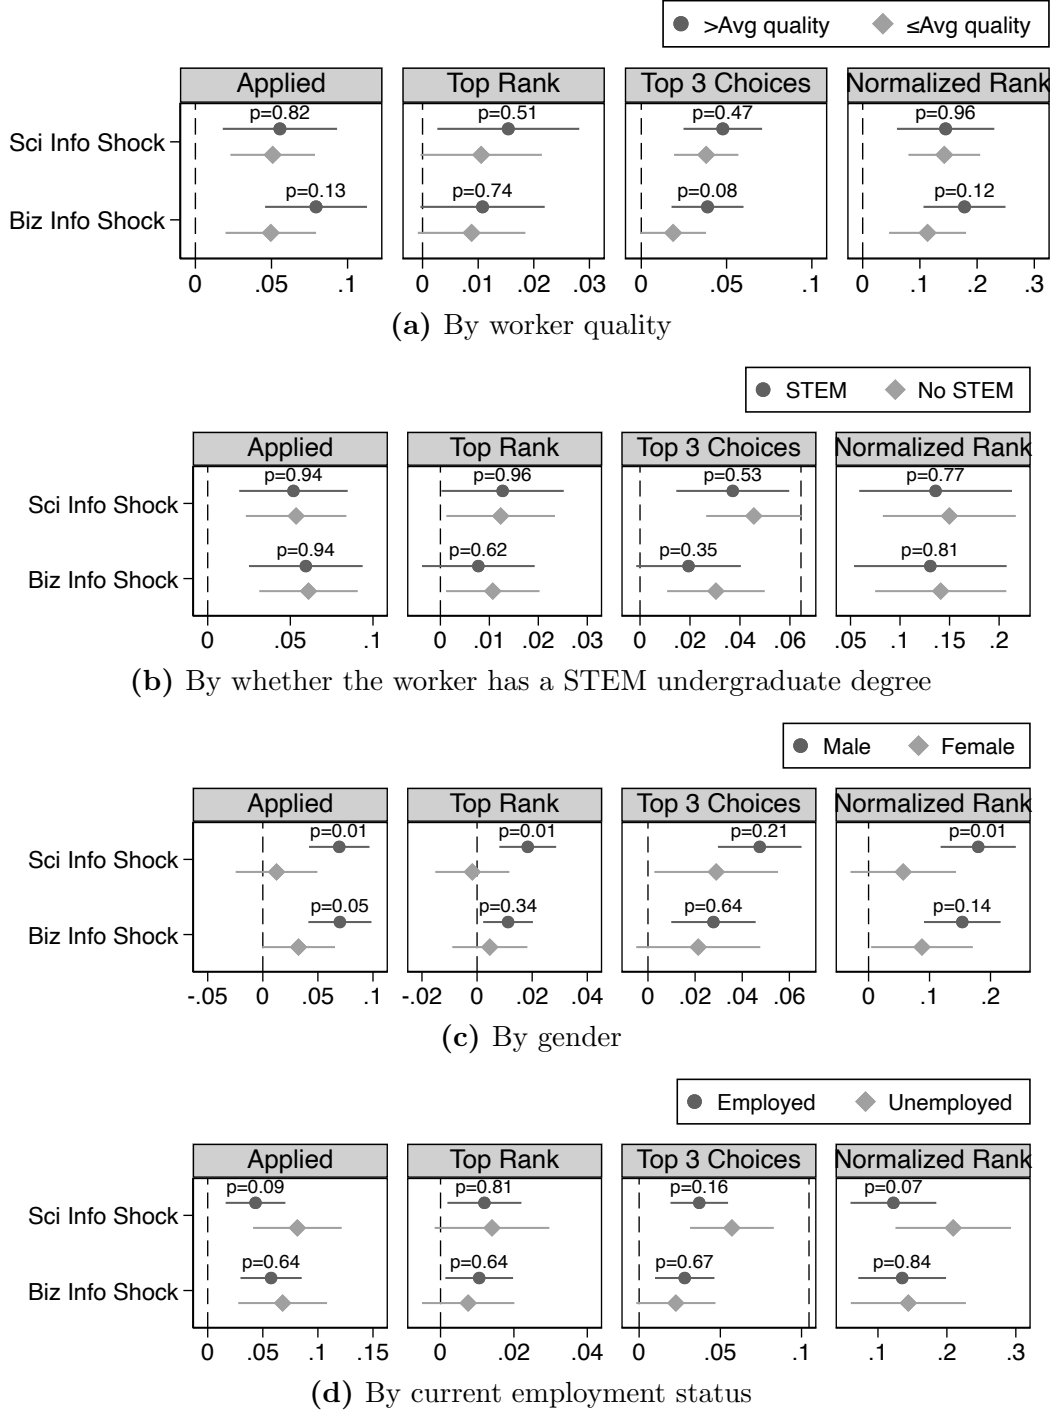 >Avg quality ≤Avg quality
Applied Top Rank Top 3 Choices Normalized Rank
p=0.82 p=0.51 p=0.47 p=0.96
Sci Info Shock
p=0.13 p=0.74 p=0.08 p=0.12
Biz Info Shock
0 .05 .1 0 .01 .02 .03 0 .05 .1 0 .1 .2 .3
(a) By worker quality
STEM No STEM
Applied Top Rank Top 3 Choices Normalized Rank
p=0.94 p=0.96 p=0.53 p=0.77
Sci Info Shock
p=0.94 p=0.62 p=0.35 p=0.81
Biz Info Shock
0 .05 .1 0 .01 .02 .03 0 .02 .04 .06 .05 .1 .15 .2
(b) By whether the worker has a STEM undergraduate degree
Male Female
Applied Top Rank Top 3 Choices Normalized Rank
p=0.01 p=0.01 p=0.21 p=0.01
Sci Info Shock
p=0.05 p=0.34 p=0.64 p=0.14
Biz Info Shock
-.05 0 .05 .1 -.02 0 .02 .04 0 .02 .04 .06 0 .1 .2
(c) By gender
Employed Unemployed
Applied Top Rank Top 3 Choices Normalized Rank
p=0.09 p=0.81 p=0.16 p=0.07
Sci Info Shock
p=0.64 p=0.64 p=0.67 p=0.84
Biz Info Shock
0 .05 .1 .15 0 .02 .04 0 .05 .1 .1 .2 .3
(d) By current employment status